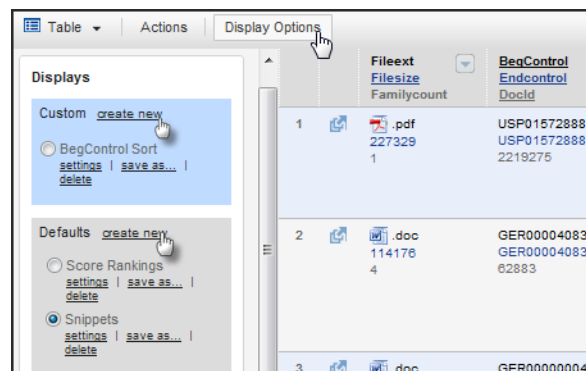 Table Actions Display Options
Displays
Custom create new
BegControl Sort
settings | save as... |
delete
Defaults create new
Score Rankings
settings | save as... |
delete
Snippets
settings | save as... |
delete
Fileext BegControl
Filesize Endcontrol
Familycount DocId
1 .pdf USP01572888
227329 USP01572888
1 2219275
2 .doc GER00004083
114176 GER00004083
4 62883
3 .doc